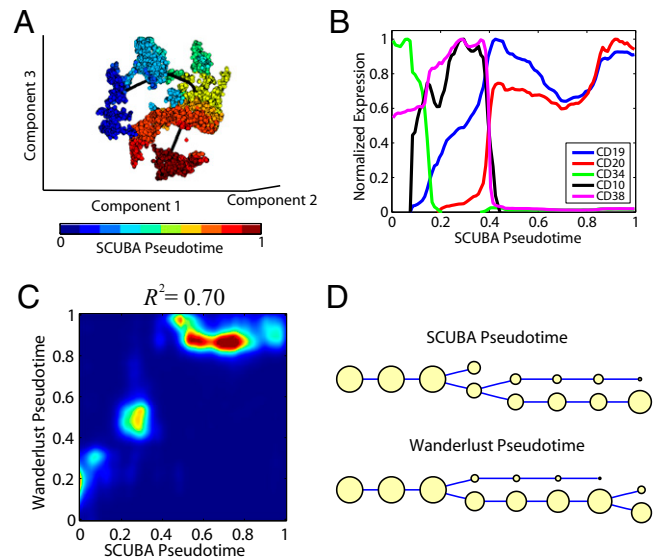 A
Component 3
Component 1
Component 2
0
1
SCUBA Pseudotime
B
Normalized Expression
1
0.8
0.6
0.4
0.2
0
CD19
CD20
CD34
CD10
CD38
0 0.2 0.4 0.6 0.8 1
SCUBA Pseudotime
C
R² = 0.70
Wanderlust Pseudotime
1
0.8
0.6
0.4
0.2
0
0 0.2 0.4 0.6 0.8 1
SCUBA Pseudotime
D
SCUBA Pseudotime
Wanderlust Pseudotime